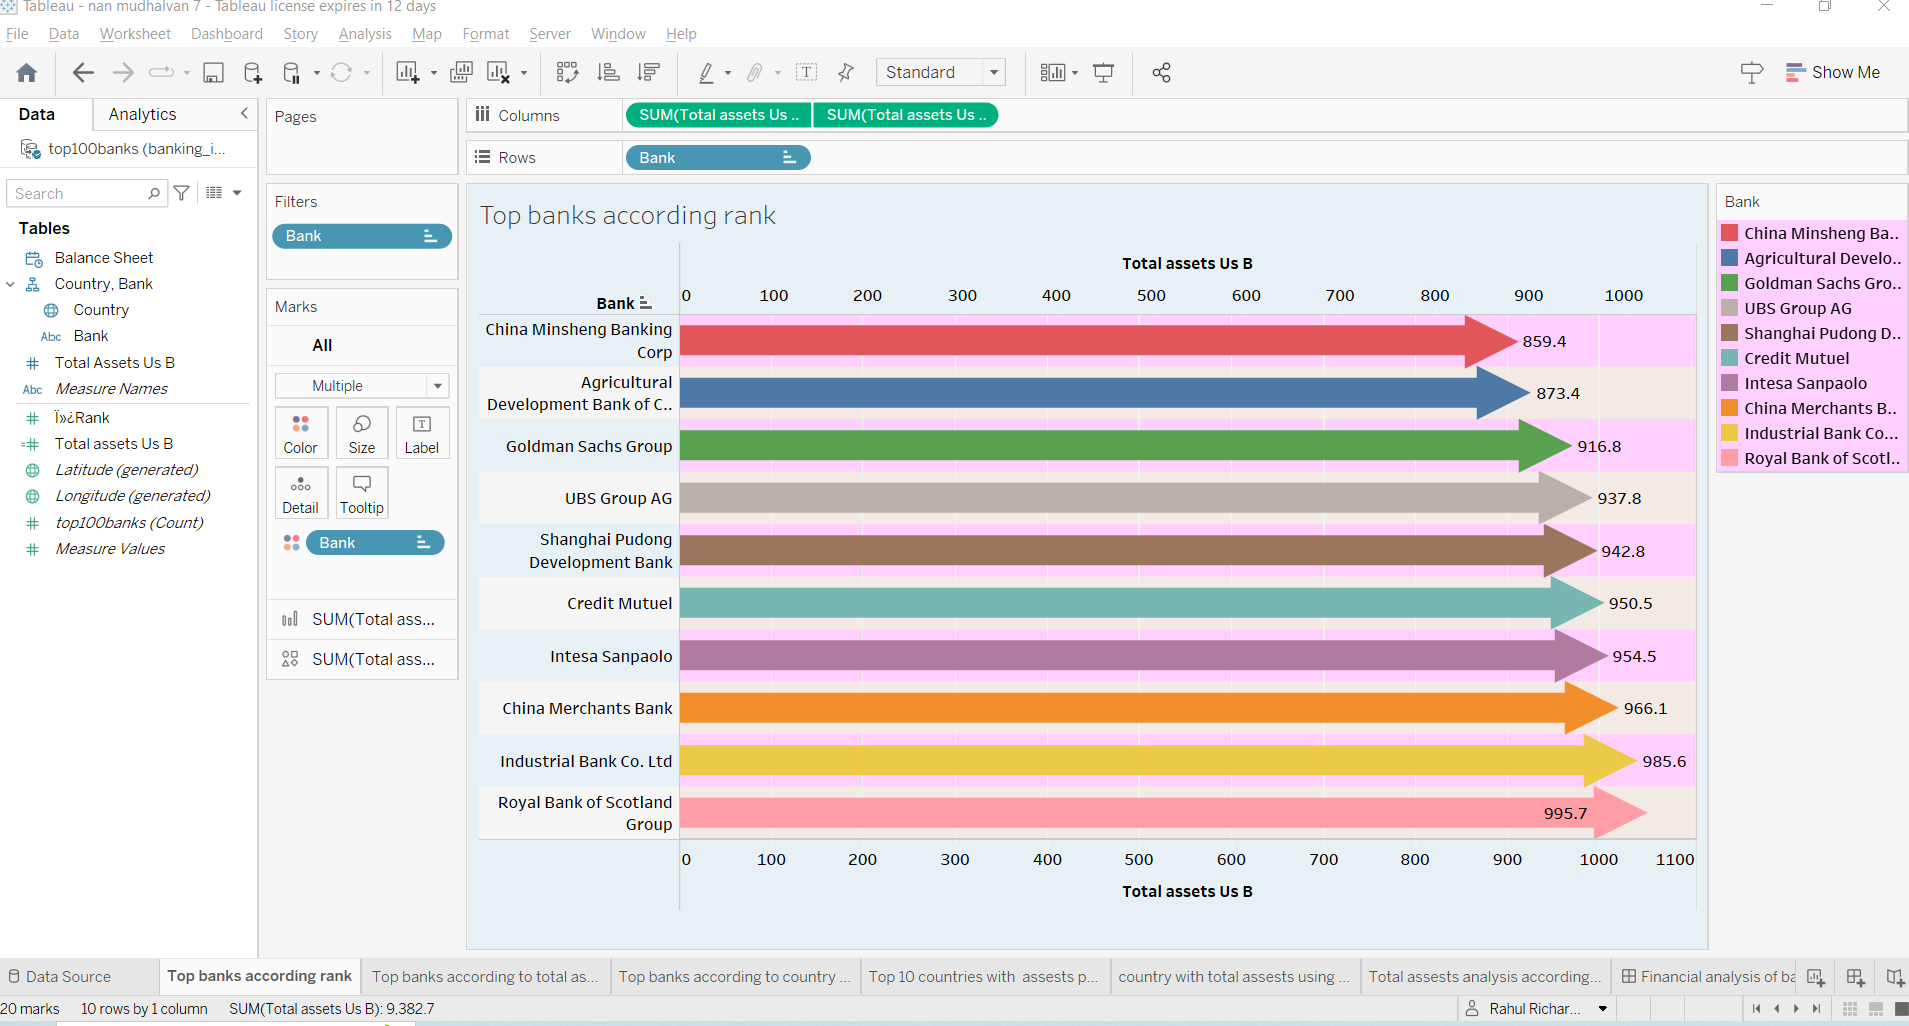 Tableau - nan mudhalvan 7 - Tableau license expires in 12 days
File Data Worksheet Dashboard Story Analysis Map Format Server Window Help
Standard
Show Me
Data
Analytics
top100banks (banking_i...
Search
Tables
Balance Sheet
Country, Bank
Country
Abc Bank
Total Assets Us B
Abc Measure Names
ï»¿Rank
Total assets Us B
Latitude (generated)
Longitude (generated)
top100banks (Count)
Measure Values
Pages
Filters
Bank
Marks
All
Multiple
Color
Size
Label
Detail
Tooltip
Bank
SUM(Total ass...
SUM(Total ass...
Columns
SUM(Total assets Us ..
SUM(Total assets Us ..
Rows
Bank
Top banks according rank
Total assets Us B
Bank
0 100 200 300 400 500 600 700 800 900 1000
China Minsheng Banking
Corp
859.4
Agricultural
Development Bank of C..
873.4
Goldman Sachs Group
916.8
UBS Group AG
937.8
Shanghai Pudong
Development Bank
942.8
Credit Mutuel
950.5
Intesa Sanpaolo
954.5
China Merchants Bank
966.1
Industrial Bank Co. Ltd
985.6
Royal Bank of Scotland
Group
995.7
0 100 200 300 400 500 600 700 800 900 1000 1100
Total assets Us B
Bank
China Minsheng Ba..
Agricultural Develo..
Goldman Sachs Gro..
UBS Group AG
Shanghai Pudong D..
Credit Mutuel
Intesa Sanpaolo
China Merchants B..
Industrial Bank Co...
Royal Bank of Scotl..
Data Source
Top banks according rank
Top banks according to total as...
Top banks according to country ...
Top 10 countries with assests p...
country with total assests using ...
Total assests analysis according...
Financial analysis of ba
20 marks
10 rows by 1 column
SUM(Total assets Us B): 9,382.7
Rahul Richar...